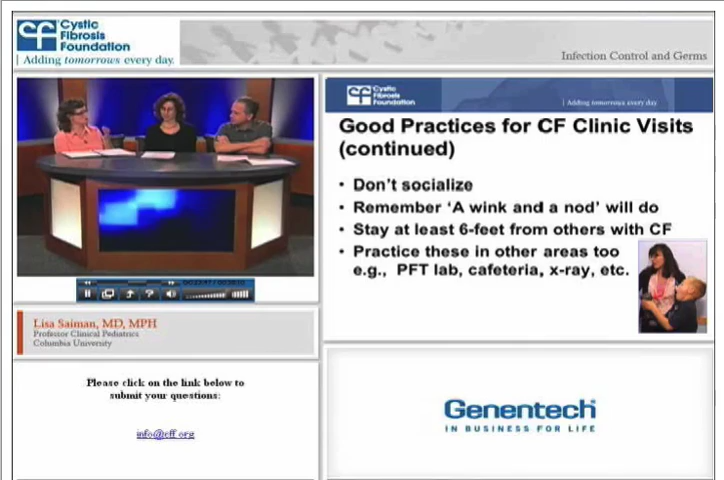 Cystic
Fibrosis
Foundation
Adding tomorrows every day.
Infection Control and Germs
Cystic
Fibrosis
Foundation
Adding tomorrows every day
Good Practices for CF Clinic Visits
(continued)
• Don't socialize
• Remember ‘A wink and a nod’ will do
• Stay at least 6-feet from others with CF
• Practice these in other areas too
e.g., PFT lab, cafeteria, x-ray, etc.
Lisa Saiman, MD, MPH
Professor Clinical Pediatrics
Columbia University
Please click on the link below to
submit your questions:
info@cff.org
Genentech
IN BUSINESS FOR LIFE